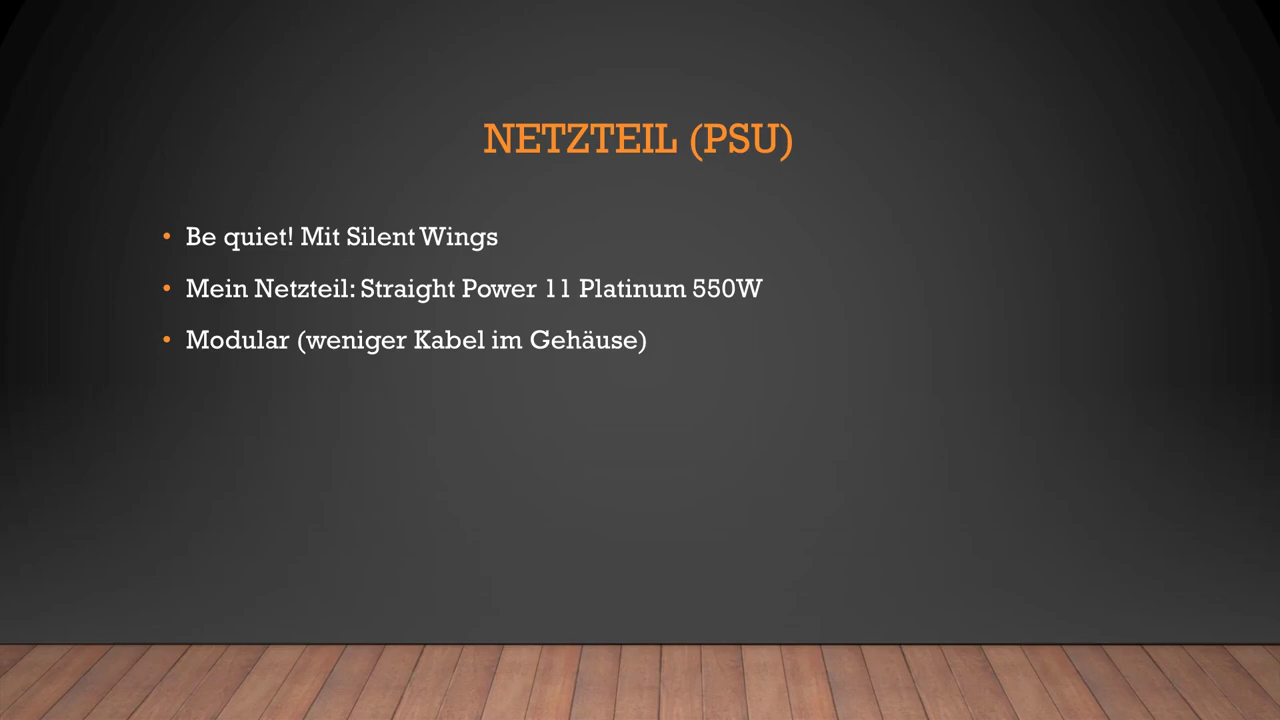 NETZTEIL (PSU)
• Be quiet! Mit Silent Wings
• Mein Netzteil: Straight Power 11 Platinum 550W
• Modular (weniger Kabel im Gehäuse)